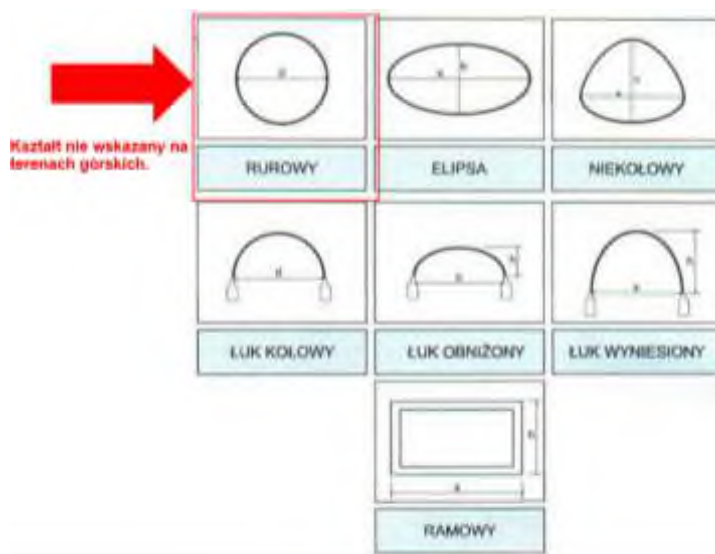 Kształt nie wskazany na
terenach górskich.
RUROWY
ELIPSA
NIEKOŁOWY
d
ŁUK KOŁOWY
ŁUK OBNIŻONY
h
ŁUK WYNIESIONY
h
RAMOWY